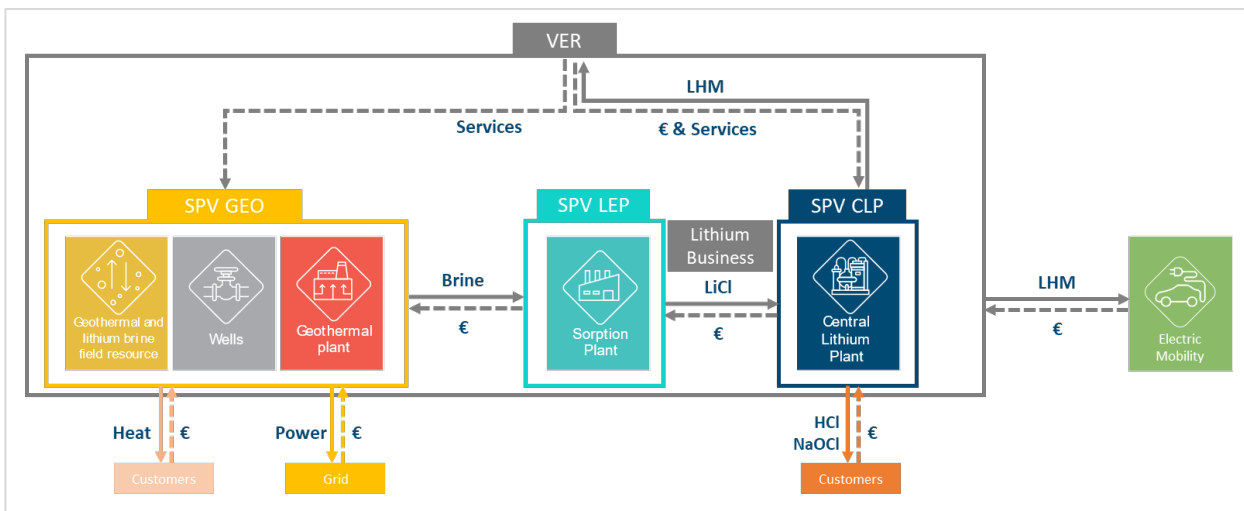 VER
LHM
Services
€ & Services
SPV GEO
SPV LEP
SPV CLP
Lithium
Business
Geothermal and
lithium brine
field resource
Wells
Geothermal
plant
Brine
€
Sorption
Plant
LiCl
€
Central
Lithium
Plant
LHM
€
Electric
Mobility
Heat
€
Power
€
HCl
NaOCl
€
Customers
Grid
Customers